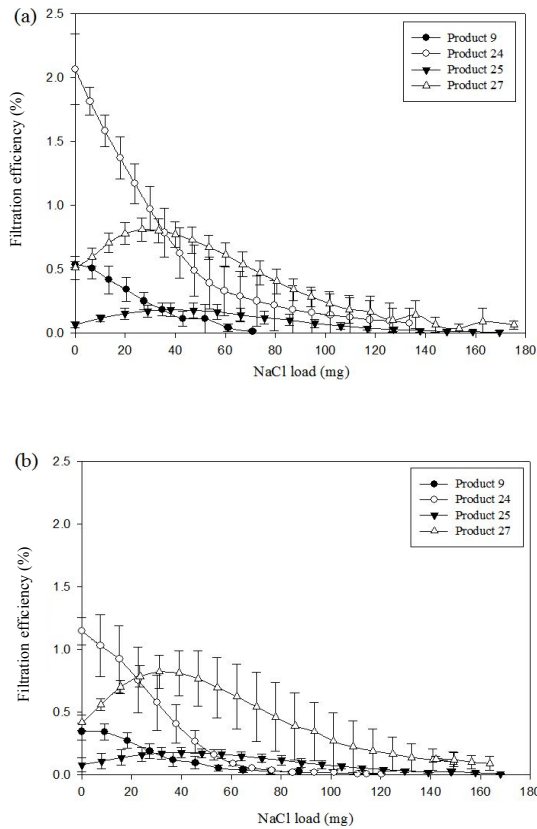 (a)
2.5
2.0
1.5
1.0
0.5
0.0
Filtration efficiency (%)
Product 9
Product 24
Product 25
Product 27
0 20 40 60 80 100 120 140 160 180
NaCl load (mg)
(b)
2.5
2.0
1.5
1.0
0.5
0.0
Filtration efficiency (%)
Product 9
Product 24
Product 25
Product 27
0 20 40 60 80 100 120 140 160 180
NaCl load (mg)